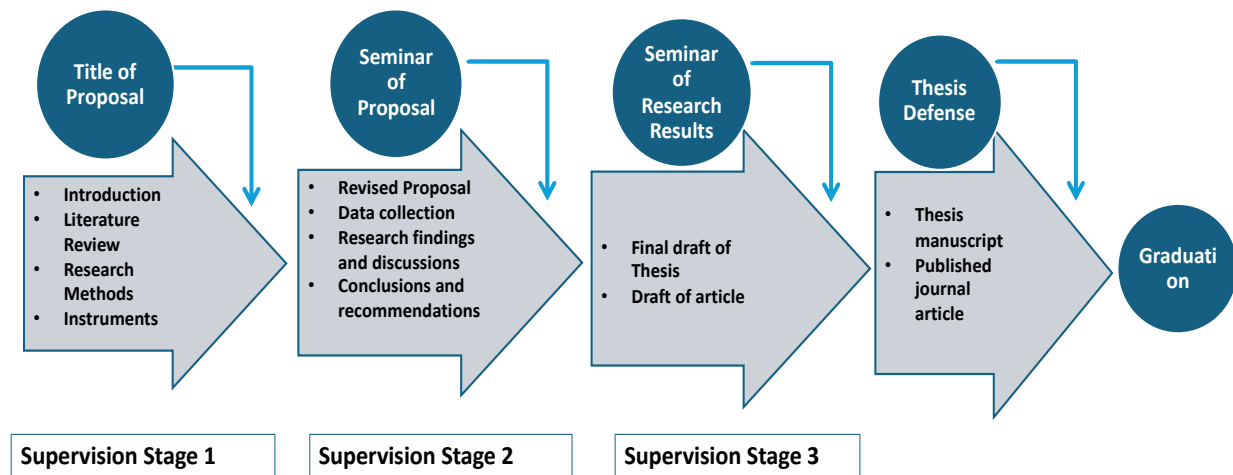 Title of
Proposal
• Introduction
• Literature
Review
• Research
Methods
• Instruments
Supervision Stage 1
Seminar
of
Proposal
• Revised Proposal
• Data collection
• Research findings
and discussions
• Conclusions and
recommendations
Supervision Stage 2
Seminar
of
Research
Results
• Final draft of
Thesis
• Draft of article
Supervision Stage 3
Thesis
Defense
• Thesis
manuscript
• Published
journal
article
Graduati
on